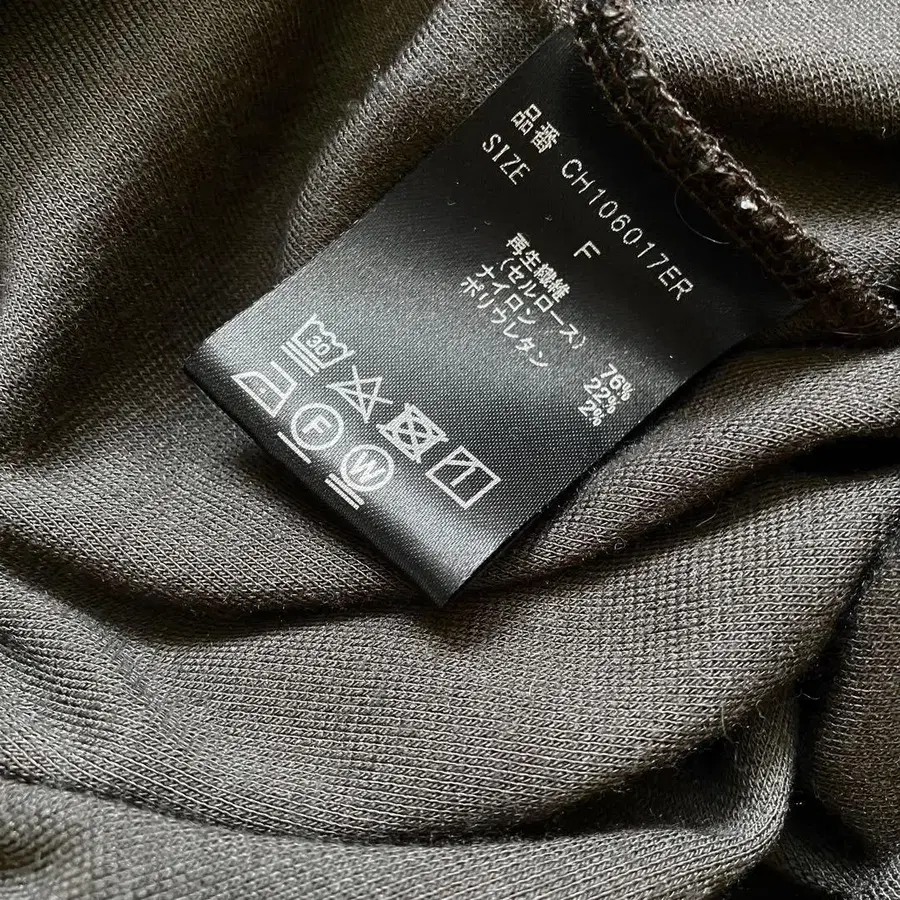 品番 CH106017ER
SIZE F
再生繊維
(セルロース) 76%
ナイロン 22%
ポリウレタン 2%
30
F
W